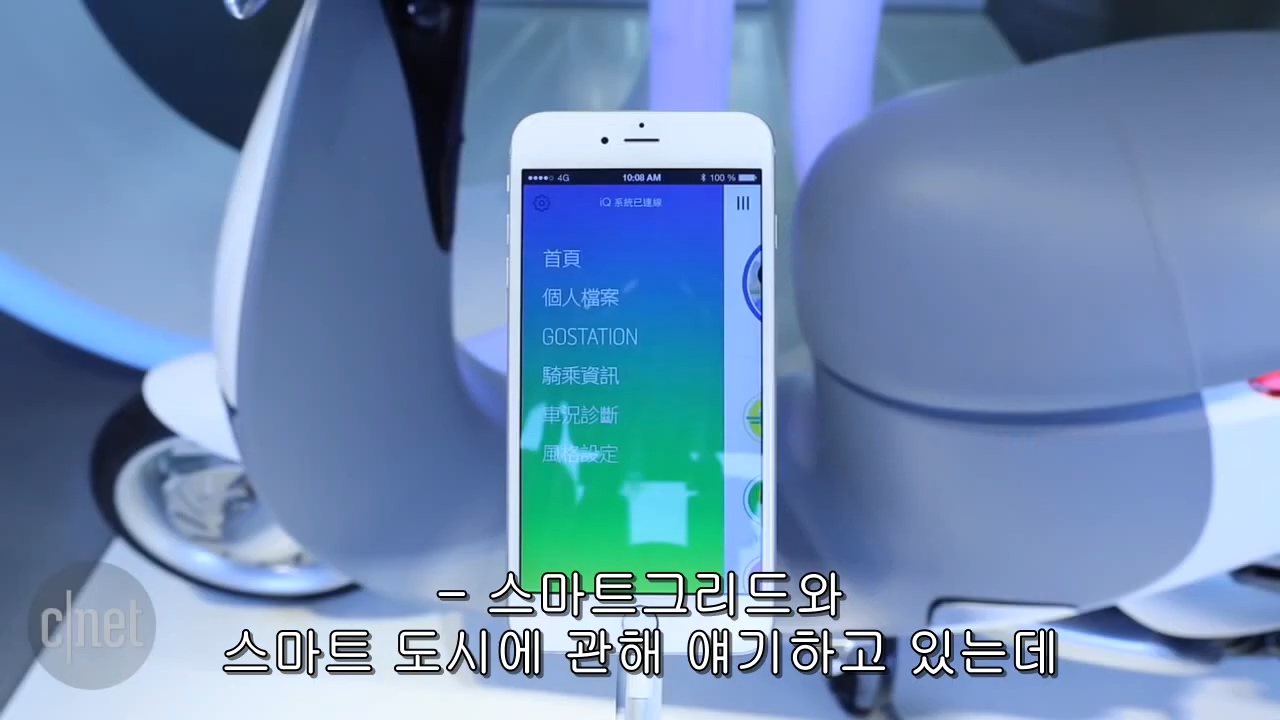 4G 10:08 AM 100 %
iQ 系統已連線
首頁
個人檔案
GOSTATION
騎乘資訊
車況診斷
風格設定
- 스마트그리드와
스마트 도시에 관해 얘기하고 있는데
c|net